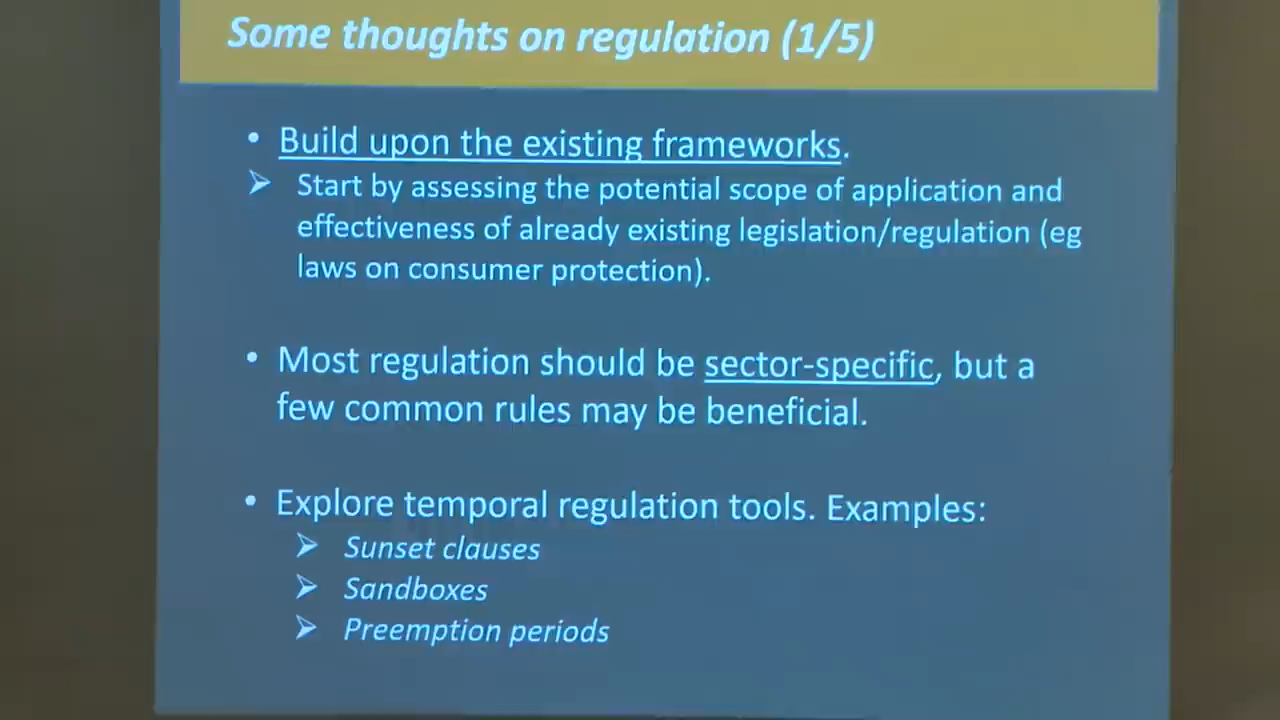 Some thoughts on regulation (1/5)
• Build upon the existing frameworks.
➢ Start by assessing the potential scope of application and
effectiveness of already existing legislation/regulation (eg
laws on consumer protection).
• Most regulation should be sector-specific, but a
few common rules may be beneficial.
• Explore temporal regulation tools. Examples:
➢ Sunset clauses
➢ Sandboxes
➢ Preemption periods